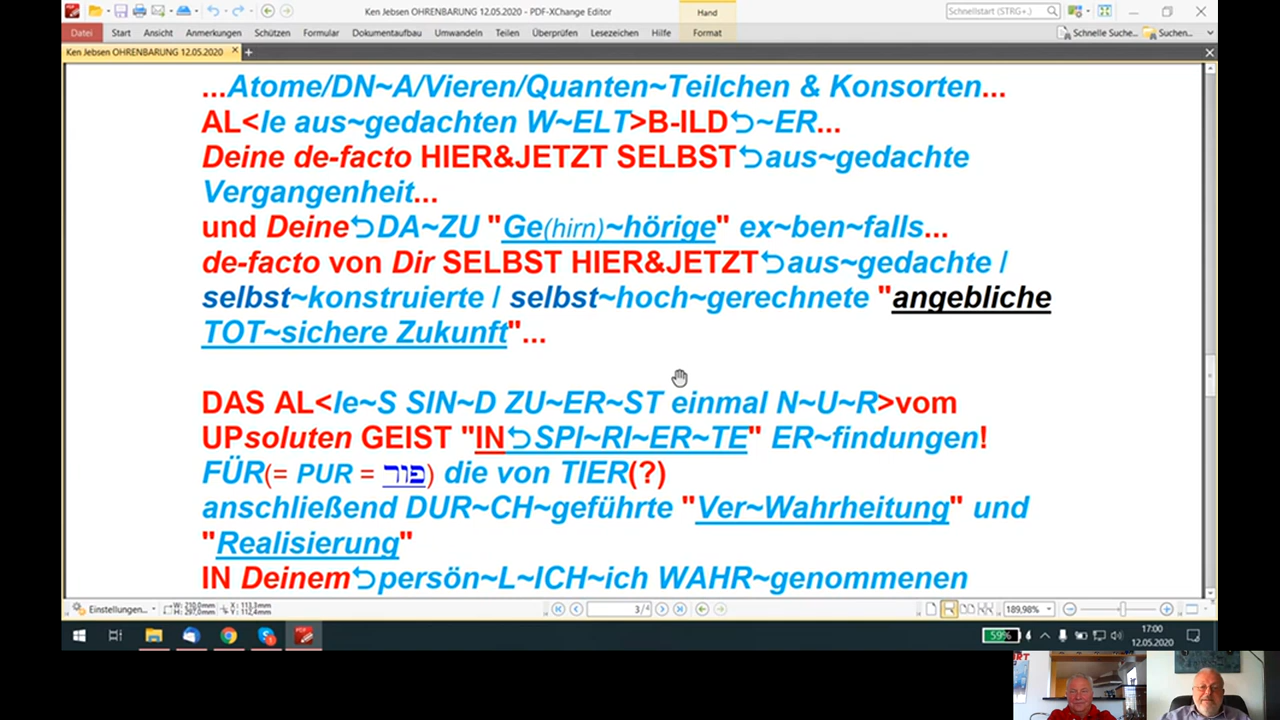 Ken Jebsen OHRENBARUNG 12.05.2020 - PDF-XChange Editor
Hand
Schnellstart (STRG+,)
Datei Start Ansicht Anmerkungen Schützen Formular Dokumentaufbau Umwandeln Teilen Überprüfen Lesezeichen Hilfe Format Schnelle Suche... Suchen...
Ken Jebsen OHRENBARUNG 12.05.2020
...Atome/DN~A/Vieren/Quanten~Teilchen & Konsorten...
AL<le aus~gedachten W~ELT>B-ILD⮌~ER...
Deine de-facto HIER&JETZT SELBST⮌aus~gedachte
Vergangenheit...
und Deine⮌DA~ZU "Ge(hirn)~hörige" ex~ben~falls...
de-facto von Dir SELBST HIER&JETZT⮌aus~gedachte /
selbst~konstruierte / selbst~hoch~gerechnete "angebliche
TOT~sichere Zukunft"...
DAS AL<le~S SIN~D ZU~ER~ST einmal N~U~R>vom
UPsoluten GEIST "IN⮌SPI~RI~ER~TE" ER~findungen!
FÜR(= PUR = פור) die von TIER(?)
anschließend DUR~CH~geführte "Ver~Wahrheitung" und
"Realisierung"
IN Deinem⮌persön~L~ICH~ich WAHR~genommenen
Einstellungen... W: 210,0mm X: 113,3mm 3/4 189,98%
H: 297,0mm Y: 112,4mm
59% 17:00
12.05.2020